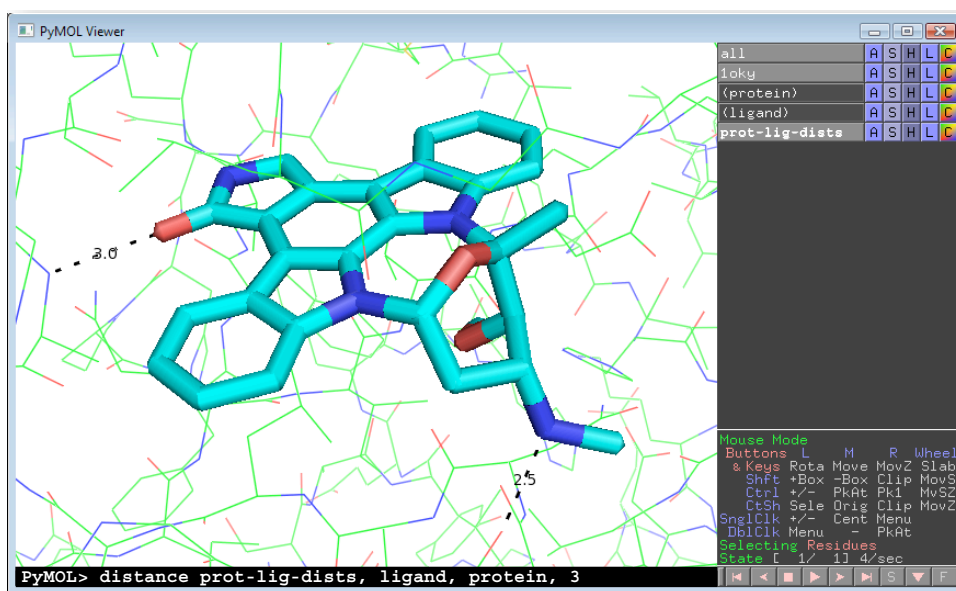 PyMOL Viewer
all A S H L C
1oky A S H L C
(protein) A S H L C
(ligand) A S H L C
prot-lig-dists A S H L C
3.0
2.5
Mouse Mode
Buttons L M R Wheel
& Keys Rota Move MovZ Slab
Shft +Box -Box Clip MovS
Ctrl +/- PkAt Pk1 MvSZ
CtSh Sele Orig Clip MovZ
SnglClk +/- Cent Menu
DblClk Menu - PkAt
Selecting Residues
State [ 1/ 1] 4/sec
PyMOL> distance prot-lig-dists, ligand, protein, 3
S F